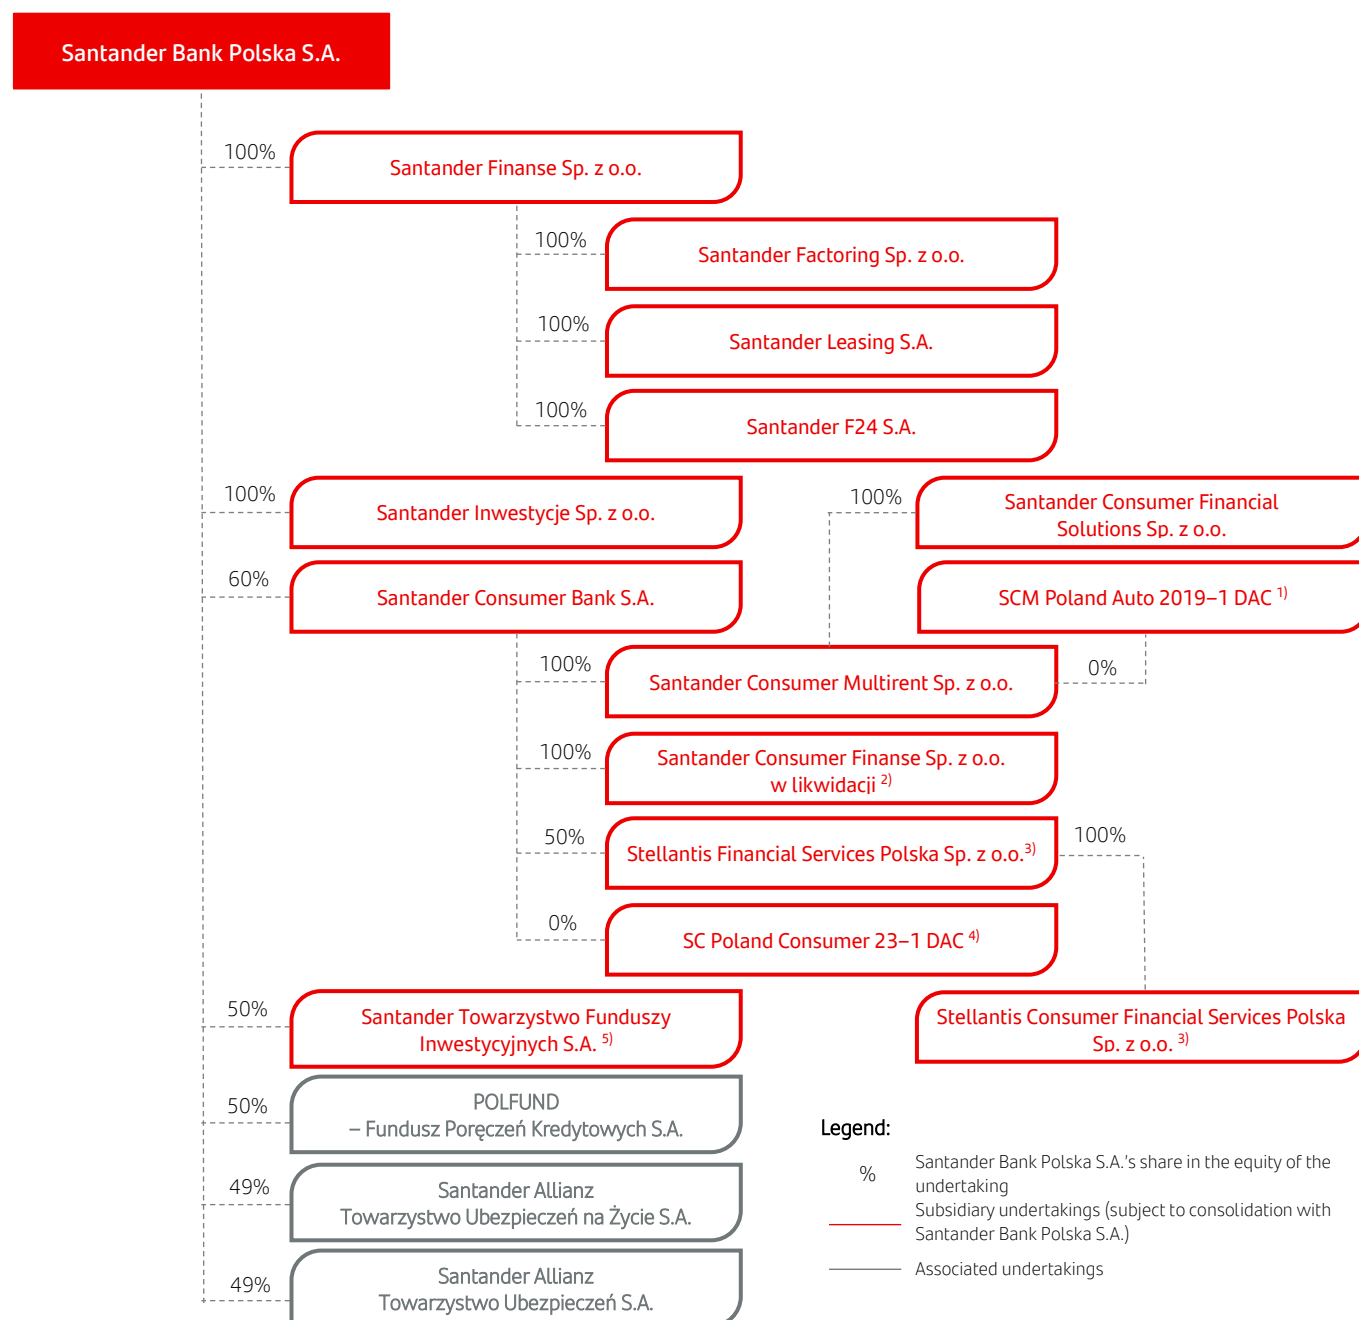 Santander Bank Polska S.A.
100%
Santander Finanse Sp. z o.o.
100%
Santander Factoring Sp. z o.o.
100%
Santander Leasing S.A.
100%
Santander F24 S.A.
100%
Santander Inwestycje Sp. z o.o.
100%
Santander Consumer Financial
Solutions Sp. z o.o.
60%
Santander Consumer Bank S.A.
SCM Poland Auto 2019–1 DAC 1)
100%
Santander Consumer Multirent Sp. z o.o.
0%
100%
Santander Consumer Finanse Sp. z o.o.
w likwidacji 2)
50%
Stellantis Financial Services Polska Sp. z o.o.3)
100%
0%
SC Poland Consumer 23–1 DAC 4)
50%
Santander Towarzystwo Funduszy
Inwestycyjnych S.A. 5)
Stellantis Consumer Financial Services Polska
Sp. z o.o. 3)
50%
POLFUND
– Fundusz Poręczeń Kredytowych S.A.
49%
Santander Allianz
Towarzystwo Ubezpieczeń na Życie S.A.
49%
Santander Allianz
Towarzystwo Ubezpieczeń S.A.
Legend:
%
Santander Bank Polska S.A.'s share in the equity of the
undertaking
Subsidiary undertakings (subject to consolidation with
Santander Bank Polska S.A.)
Associated undertakings